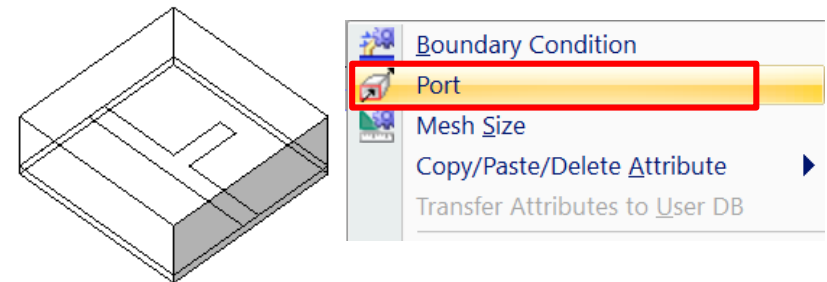 Boundary Condition
Port
Mesh Size
Copy/Paste/Delete Attribute
Transfer Attributes to User DB